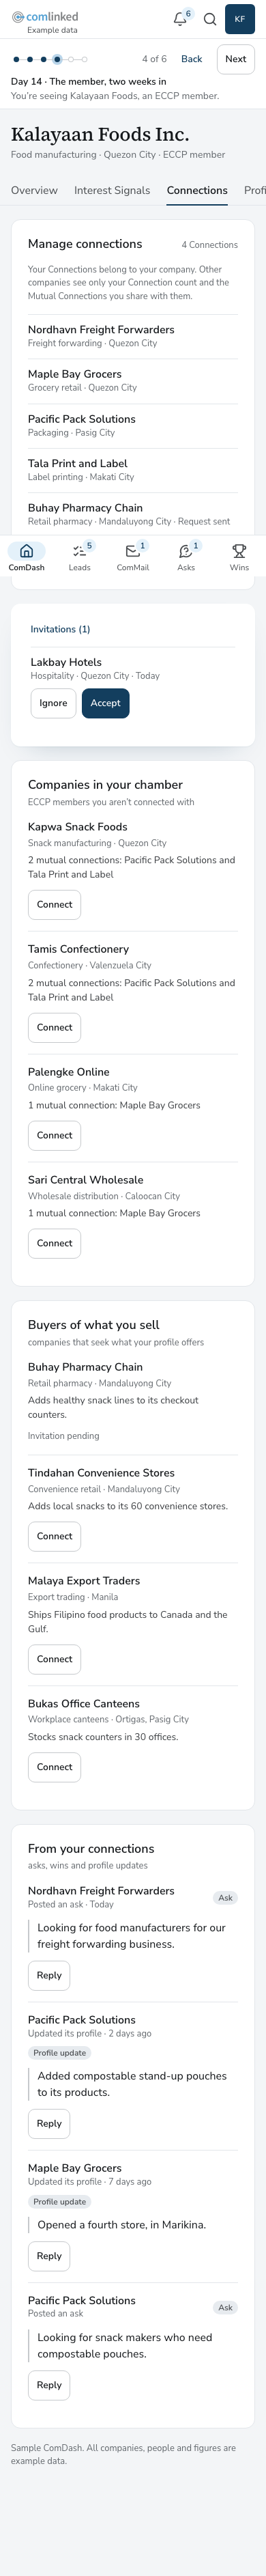 comlinked
Example data
6
KF
4 of 6
Back
Next
Day 14 · The member, two weeks in
You're seeing Kalayaan Foods, an ECCP member.
Kalayaan Foods Inc.
Food manufacturing · Quezon City · ECCP member
Overview
Interest Signals
Connections
Profi
Manage connections
4 Connections
Your Connections belong to your company. Other
companies see only your Connection count and the
Mutual Connections you share with them.
Nordhavn Freight Forwarders
Freight forwarding · Quezon City
Maple Bay Grocers
Grocery retail · Quezon City
Pacific Pack Solutions
Packaging · Pasig City
Tala Print and Label
Label printing · Makati City
Buhay Pharmacy Chain
Retail pharmacy · Mandaluyong City · Request sent
ComDash
5
Leads
1
ComMail
1
Asks
Wins
Invitations (1)
Lakbay Hotels
Hospitality · Quezon City · Today
Ignore
Accept
Companies in your chamber
ECCP members you aren't connected with
Kapwa Snack Foods
Snack manufacturing · Quezon City
2 mutual connections: Pacific Pack Solutions and
Tala Print and Label
Connect
Tamis Confectionery
Confectionery · Valenzuela City
2 mutual connections: Pacific Pack Solutions and
Tala Print and Label
Connect
Palengke Online
Online grocery · Makati City
1 mutual connection: Maple Bay Grocers
Connect
Sari Central Wholesale
Wholesale distribution · Caloocan City
1 mutual connection: Maple Bay Grocers
Connect
Buyers of what you sell
companies that seek what your profile offers
Buhay Pharmacy Chain
Retail pharmacy · Mandaluyong City
Adds healthy snack lines to its checkout
counters.
Invitation pending
Tindahan Convenience Stores
Convenience retail · Mandaluyong City
Adds local snacks to its 60 convenience stores.
Connect
Malaya Export Traders
Export trading · Manila
Ships Filipino food products to Canada and the
Gulf.
Connect
Bukas Office Canteens
Workplace canteens · Ortigas, Pasig City
Stocks snack counters in 30 offices.
Connect
From your connections
asks, wins and profile updates
Nordhavn Freight Forwarders
Ask
Posted an ask · Today
Looking for food manufacturers for our
freight forwarding business.
Reply
Pacific Pack Solutions
Updated its profile · 2 days ago
Profile update
Added compostable stand-up pouches
to its products.
Reply
Maple Bay Grocers
Updated its profile · 7 days ago
Profile update
Opened a fourth store, in Marikina.
Reply
Pacific Pack Solutions
Ask
Posted an ask
Looking for snack makers who need
compostable pouches.
Reply
Sample ComDash. All companies, people and figures are
example data.